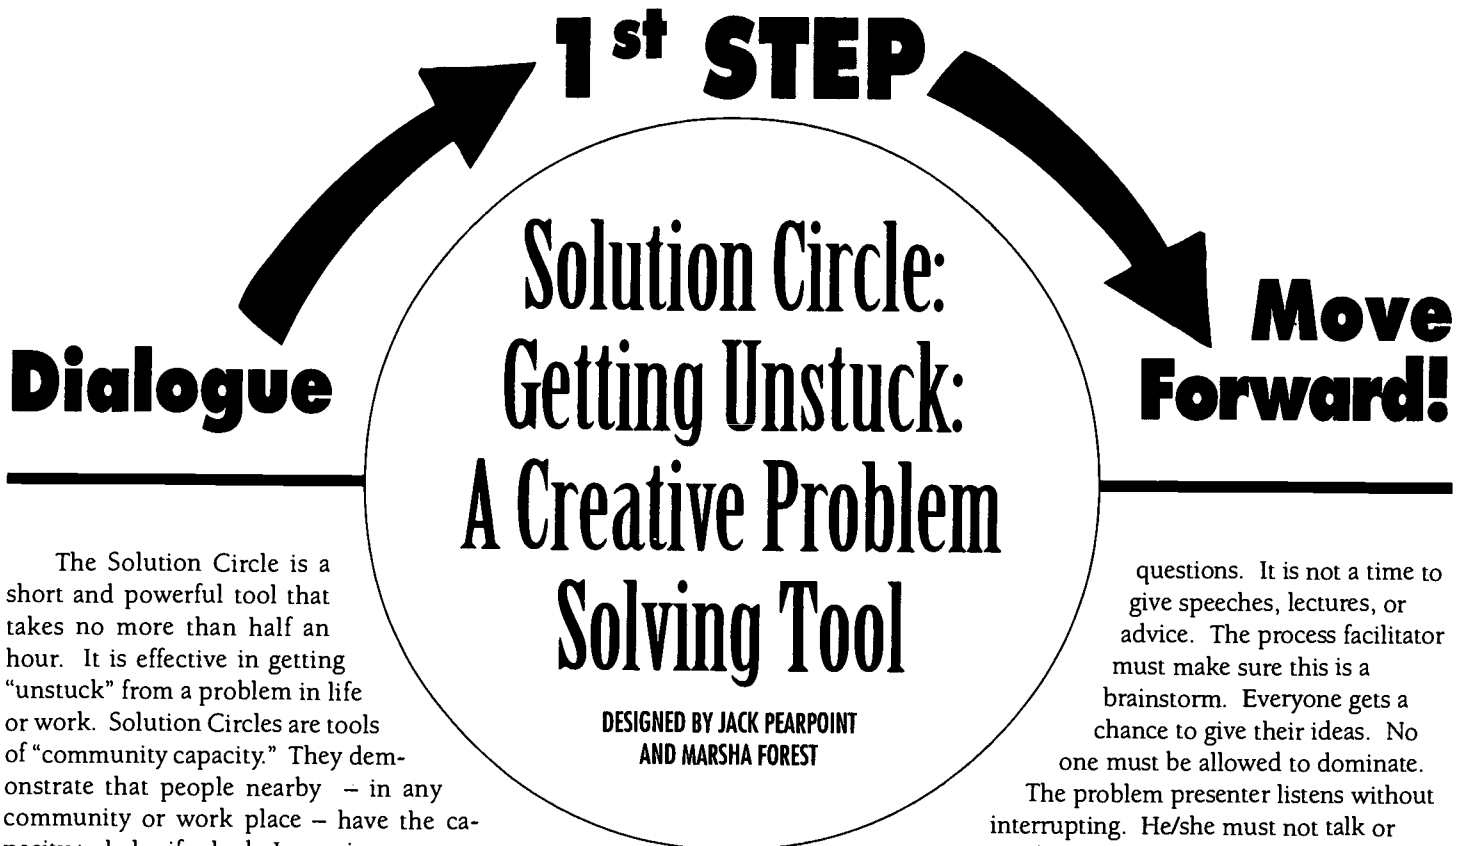 1st STEP
Dialogue
Move
Forward!
Solution Circle:
Getting Unstuck:
A Creative Problem
Solving Tool
DESIGNED BY JACK PEARPOINT
AND MARSHA FOREST
The Solution Circle is a
short and powerful tool that
takes no more than half an
hour. It is effective in getting
“unstuck” from a problem in life
or work. Solution Circles are tools
of “community capacity.” They dem-
onstrate that people nearby – in any
community or work place – have the ca-
questions. It is not a time to
give speeches, lectures, or
advice. The process facilitator
must make sure this is a
brainstorm. Everyone gets a
chance to give their ideas. No
one must be allowed to dominate.
The problem presenter listens without
interrupting. He/she must not talk or